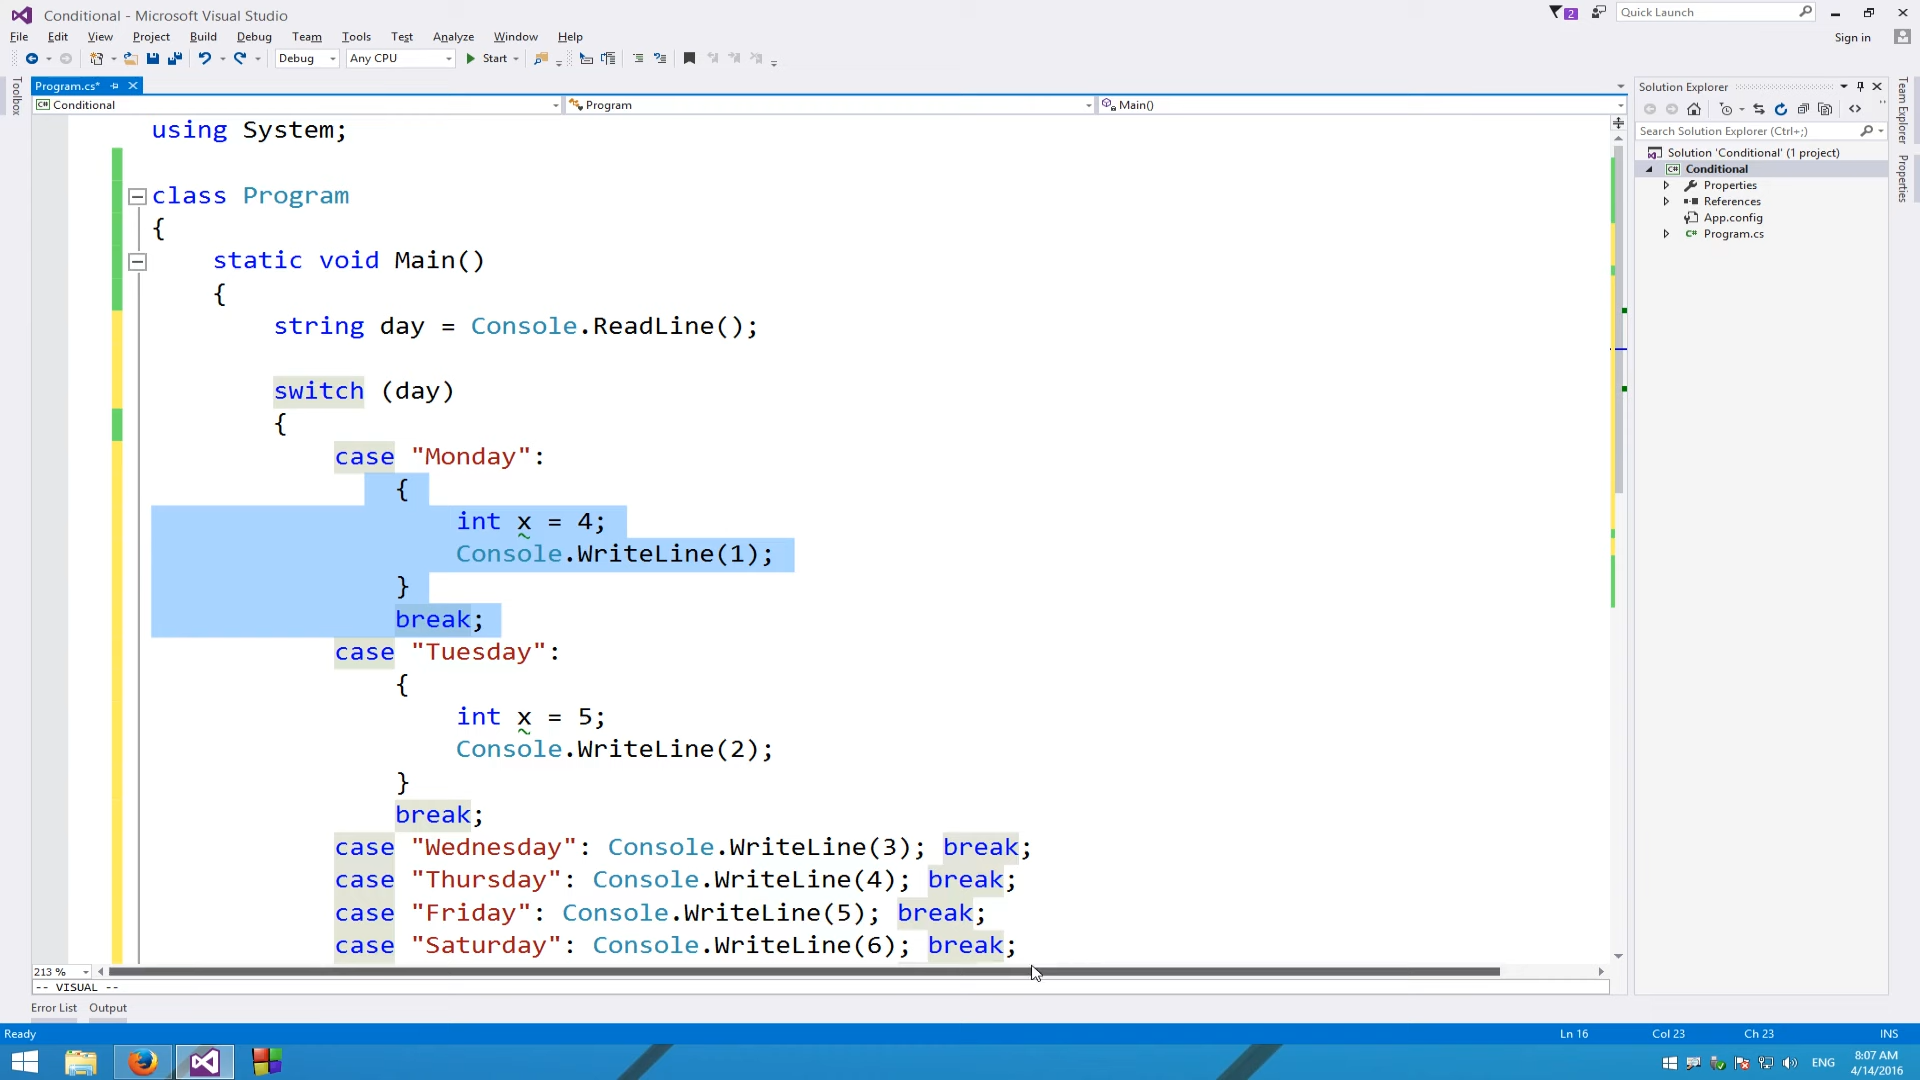 Conditional - Microsoft Visual Studio
2
Quick Launch
File Edit View Project Build Debug Team Tools Test Analyze Window Help
Sign in
Debug Any CPU Start
Toolbox
Program.cs*
Conditional Program Main()
using System;
class Program
{
static void Main()
{
string day = Console.ReadLine();
switch (day)
{
case "Monday":
{
int x = 4;
Console.WriteLine(1);
}
break;
case "Tuesday":
{
int x = 5;
Console.WriteLine(2);
}
break;
case "Wednesday": Console.WriteLine(3); break;
case "Thursday": Console.WriteLine(4); break;
case "Friday": Console.WriteLine(5); break;
case "Saturday": Console.WriteLine(6); break;
213 %
-- VISUAL --
Error List Output
Solution Explorer
Search Solution Explorer (Ctrl+;)
Solution 'Conditional' (1 project)
C# Conditional
Properties
References
App.config
C# Program.cs
Team Explorer
Properties
Ready Ln 16 Col 23 Ch 23 INS
ENG 8:07 AM
4/14/2016